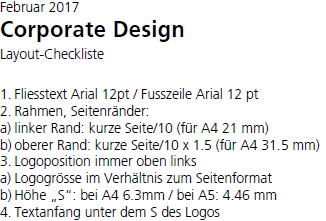 Februar 2017
Corporate Design
Layout-Checkliste
1. Fliesstext Arial 12pt / Fusszeile Arial 12 pt
2. Rahmen, Seitenränder:
a) linker Rand: kurze Seite/10 (für A4 21 mm)
b) oberer Rand: kurze Seite/10 x 1.5 (für A4 31.5 mm)
3. Logoposition immer oben links
a) Logogrösse im Verhältnis zum Seitenformat
b) Höhe „S“: bei A4 6.3mm / bei A5: 4.46 mm
4. Textanfang unter dem S des Logos